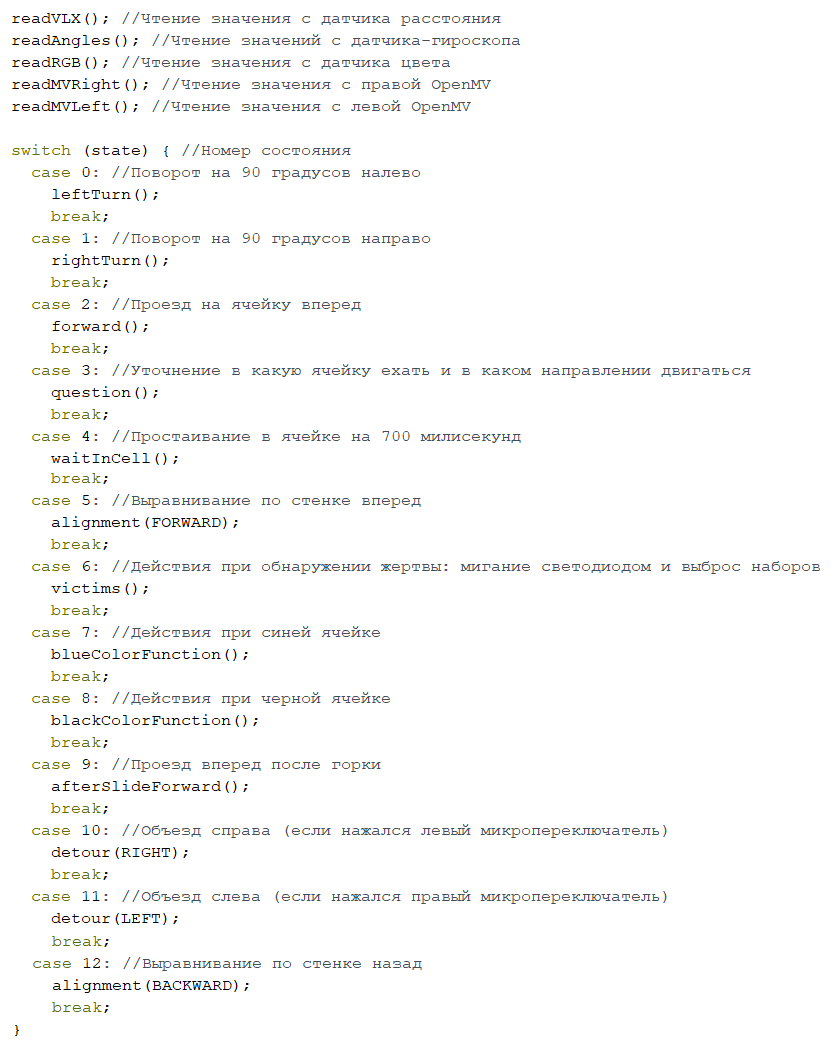 readVLX(); //Чтение значения с датчика расстояния
readAngles(); //Чтение значений с датчика-гироскопа
readRGB(); //Чтение значения с датчика цвета
readMVRight(); //Чтение значения с правой OpenMV
readMVLeft(); //Чтение значения с левой OpenMV

switch (state) { //Номер состояния
  case 0: //Поворот на 90 градусов налево
    leftTurn();
    break;
  case 1: //Поворот на 90 градусов направо
    rightTurn();
    break;
  case 2: //Проезд на ячейку вперед
    forward();
    break;
  case 3: //Уточнение в какую ячейку ехать и в каком направлении двигаться
    question();
    break;
  case 4: //Простаивание в ячейке на 700 милисекунд
    waitInCell();
    break;
  case 5: //Выравнивание по стенке вперед
    alignment(FORWARD);
    break;
  case 6: //Действия при обнаружении жертвы: мигание светодиодом и выброс наборов
    victims();
    break;
  case 7: //Действия при синей ячейке
    blueColorFunction();
    break;
  case 8: //Действия при черной ячейке
    blackColorFunction();
    break;
  case 9: //Проезд вперед после горки
    afterSlideForward();
    break;
  case 10: //Объезд справа (если нажался левый микропереключатель)
    detour(RIGHT);
    break;
  case 11: //Объезд слева (если нажался правый микропереключатель)
    detour(LEFT);
    break;
  case 12: //Выравнивание по стенке назад
    alignment(BACKWARD);
    break;
}